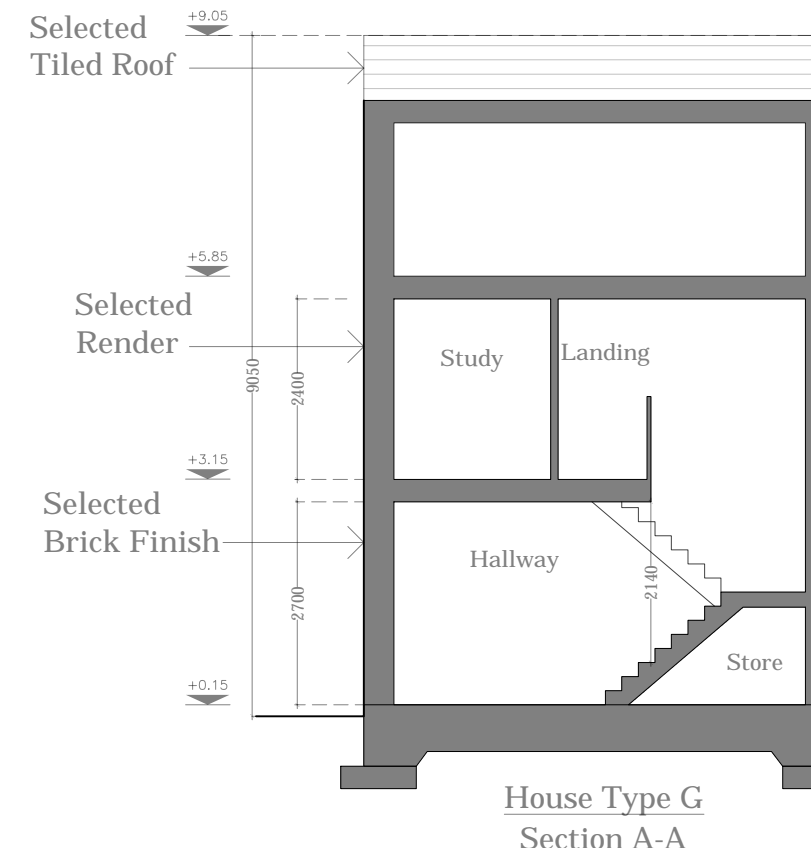 +9.05
Selected
Tiled Roof
+5.85
Selected
Render
9050
2400
Study
Landing
+3.15
Selected
Brick Finish
Hallway
2140
2700
Store
+0.15
House Type G
Section A-A